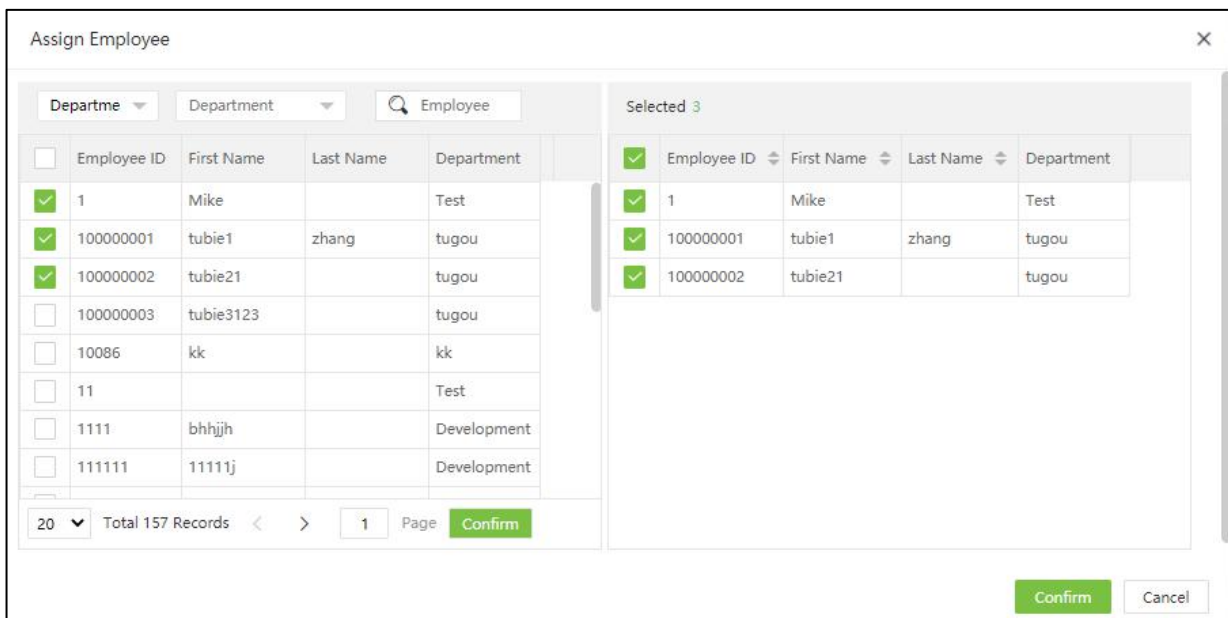 Assign Employee
Departme Department Employee
Employee ID First Name Last Name Department
1 Mike Test
100000001 tubie1 zhang tugou
100000002 tubie21 tugou
100000003 tubie3123 tugou
10086 kk kk
11 Test
1111 bhhjjh Development
111111 11111j Development
20 Total 157 Records < > 1 Page Confirm
Selected 3
Employee ID First Name Last Name Department
1 Mike Test
100000001 tubie1 zhang tugou
100000002 tubie21 tugou
Confirm Cancel